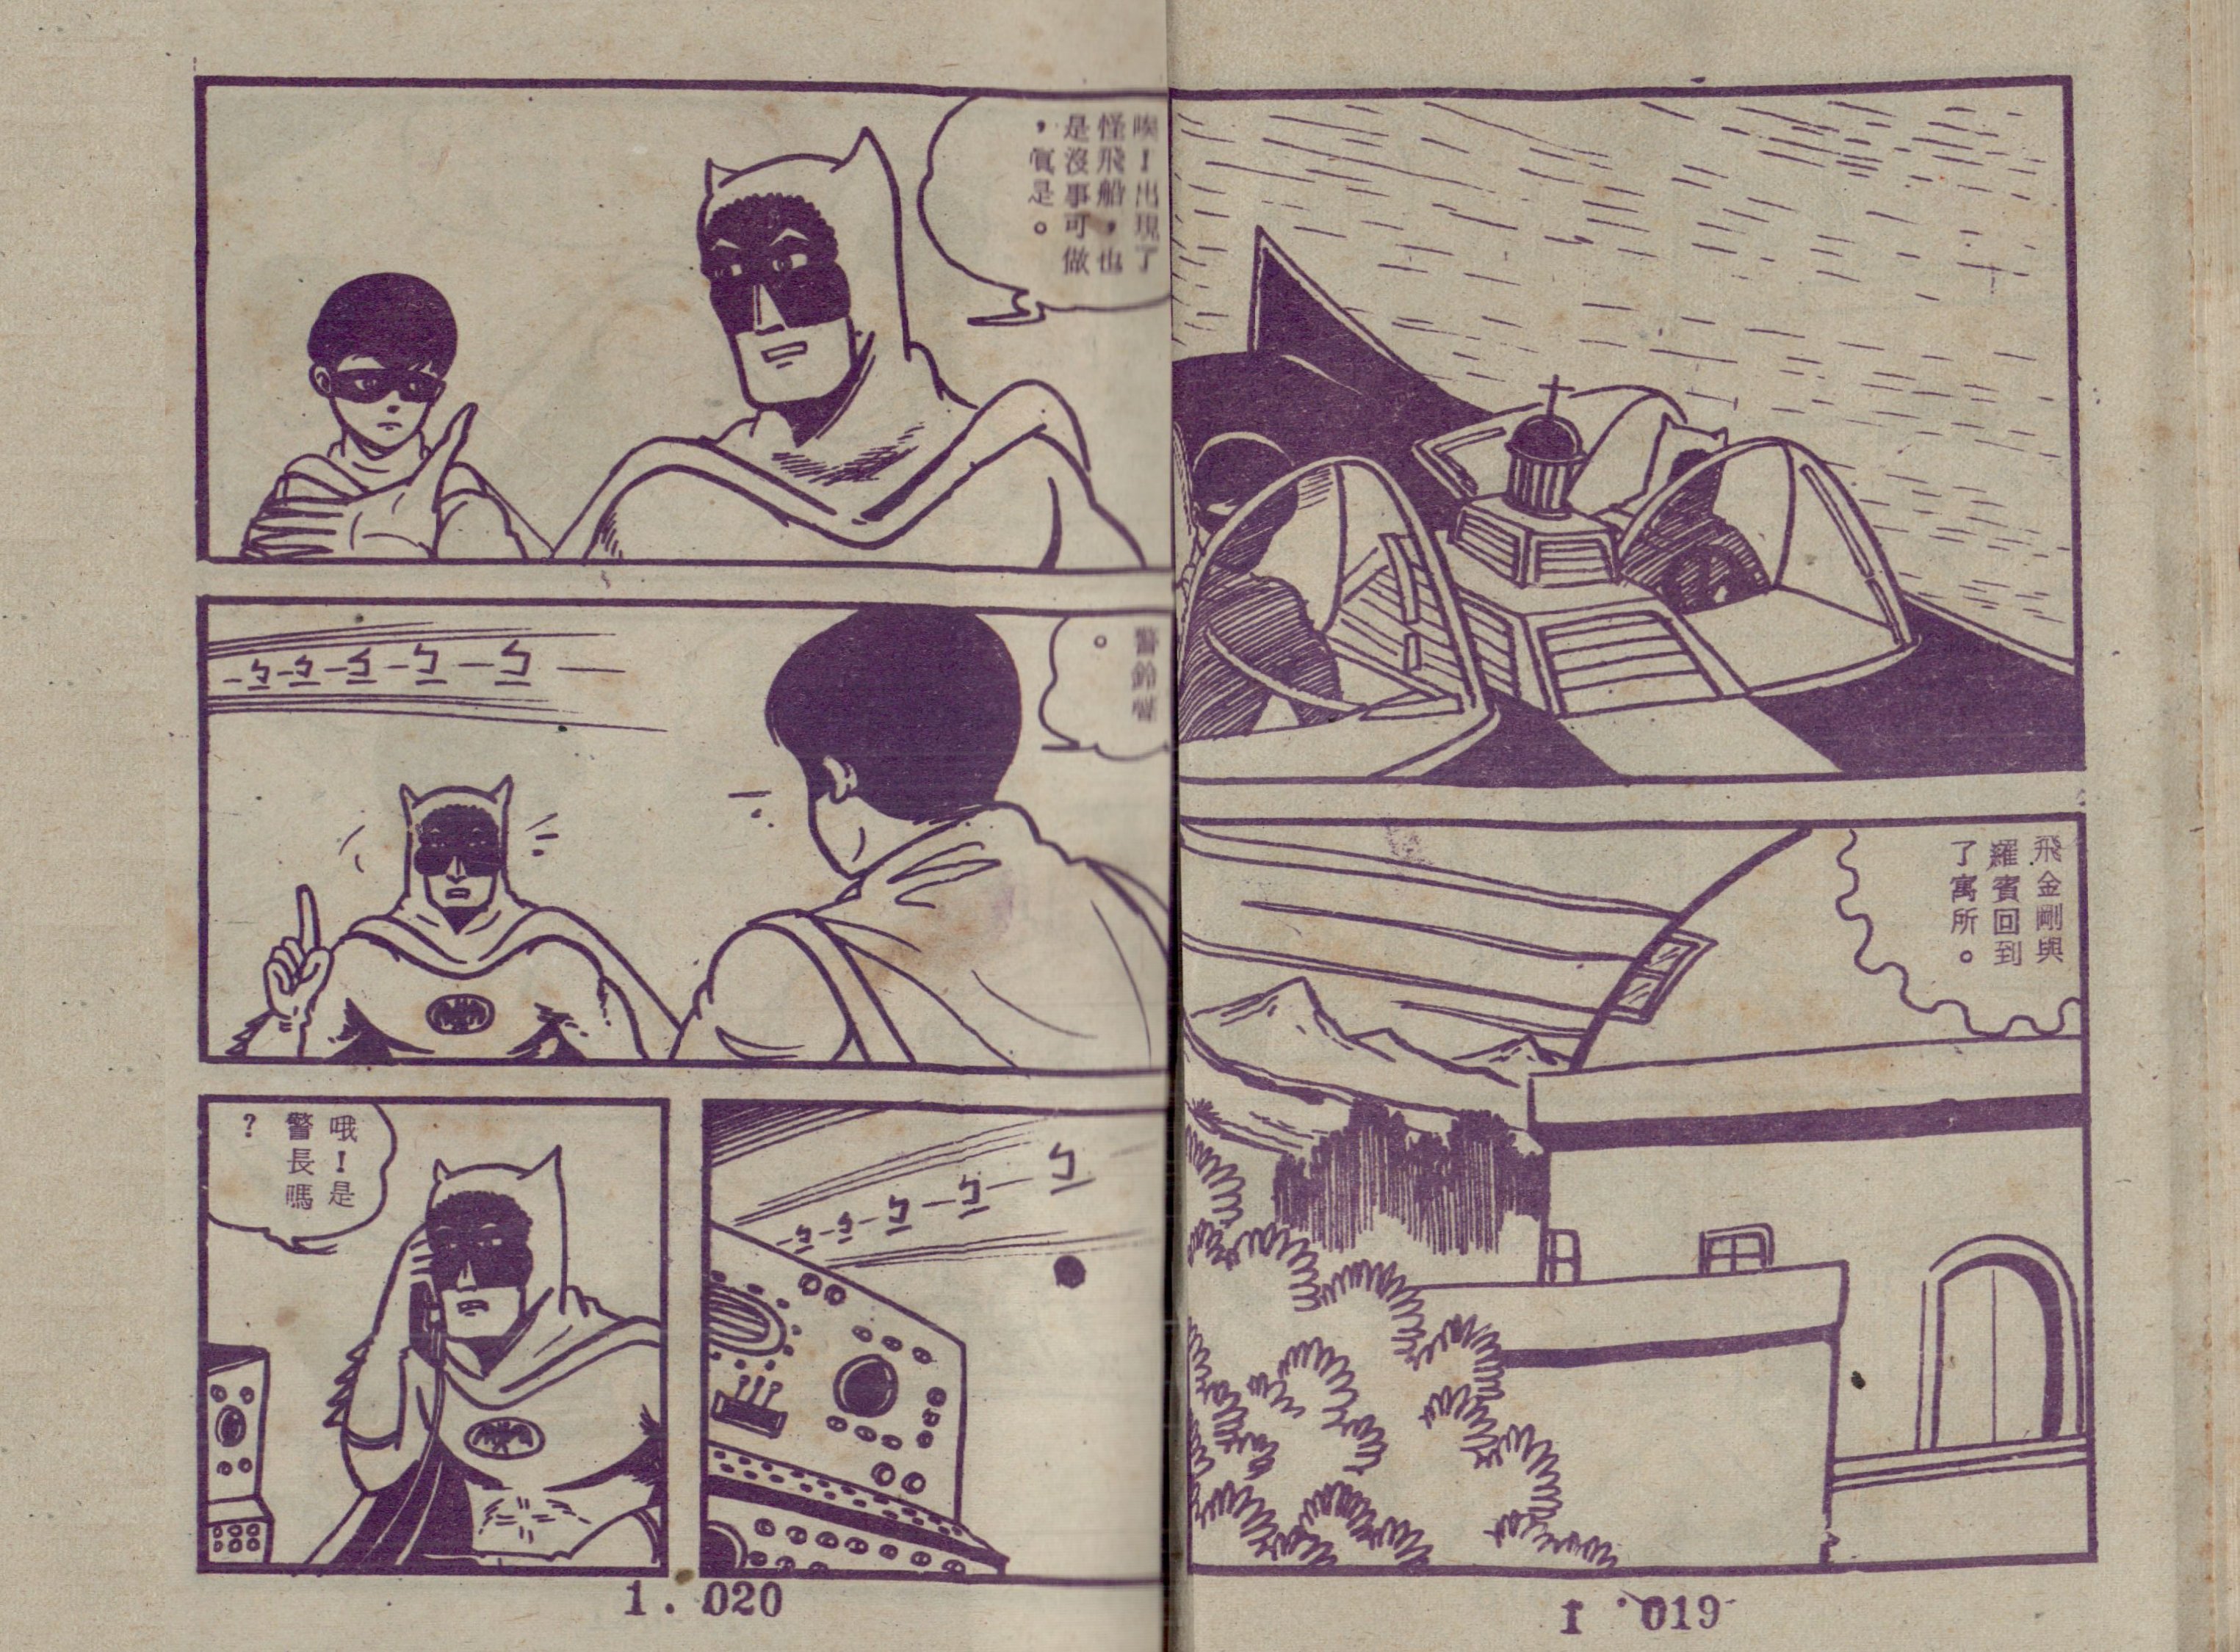 飛金剛與
羅賓回到
了寓所。
1.019
唉！出現了
怪飛船，也
是沒事可做
，真是。
警鈴響
。
ㄅ—ㄅ—ㄅ—ㄅ—ㄅ—
ㄅ—ㄅ—ㄅ—ㄅ—ㄅ
哦！是
警長嗎
？
1.020